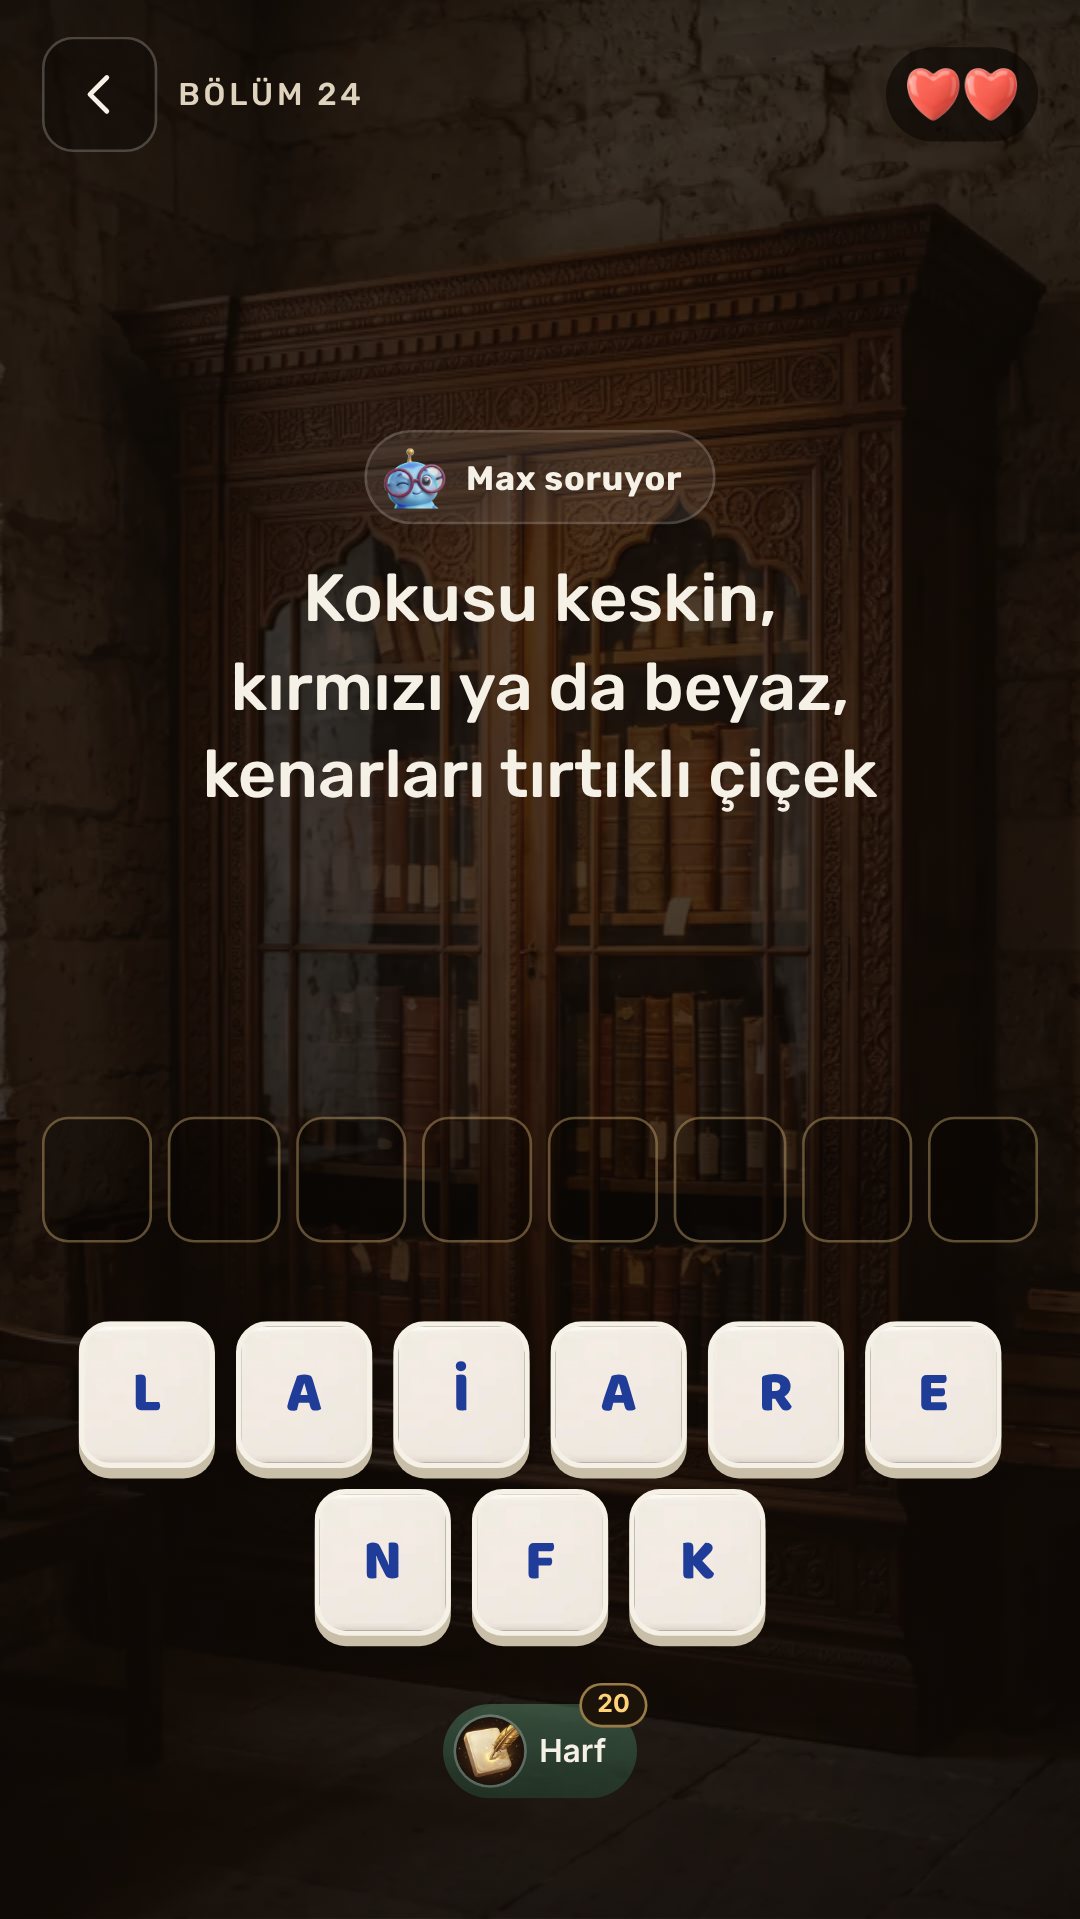 BÖLÜM 24
Max soruyor
Kokusu keskin,
kırmızı ya da beyaz,
kenarları tırtıklı çiçek
L A İ A R E
N F K
20
Harf